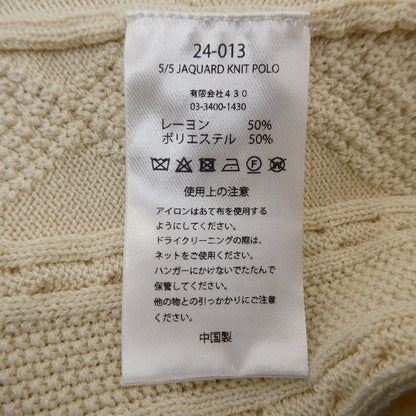 24-013
5/5 JAQUARD KNIT POLO
有限会社430
03-3400-1430
レーヨン 50%
ポリエステル 50%
使用上の注意
アイロンはあて布を使用する
ようにしてください。
ドライクリーニングの際は、
ネットをご使用ください。
ハンガーにかけないでたたんで
保管してください。
他の物との引っかかりにご注意
ください。
中国製